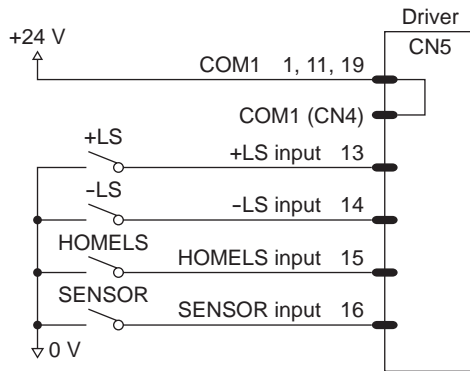 Driver
+24 V
CN5
COM1 1, 11, 19
COM1 (CN4)
+LS
+LS input 13
–LS
–LS input 14
HOMELS
HOMELS input 15
SENSOR
SENSOR input 16
0 V